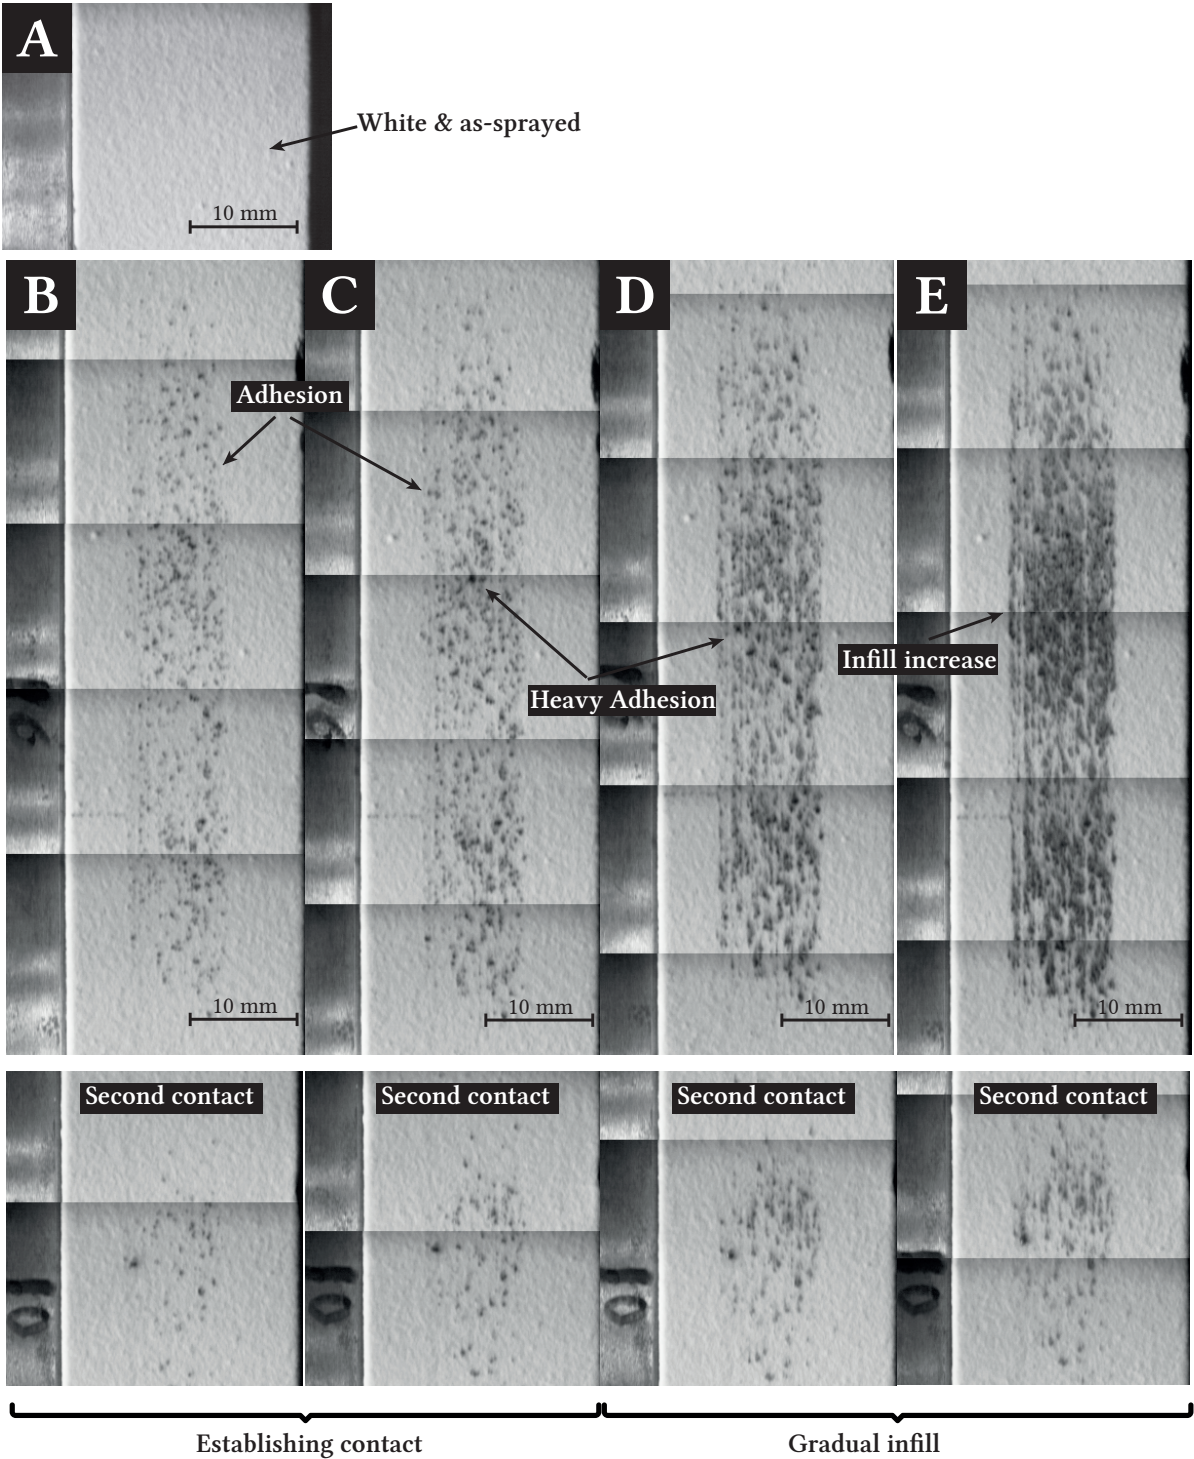 A
White & as-sprayed
10 mm
B
C
D
E
Adhesion
Infill increase
Heavy Adhesion
10 mm
10 mm
10 mm
10 mm
Second contact
Second contact
Second contact
Second contact
Establishing contact
Gradual infill